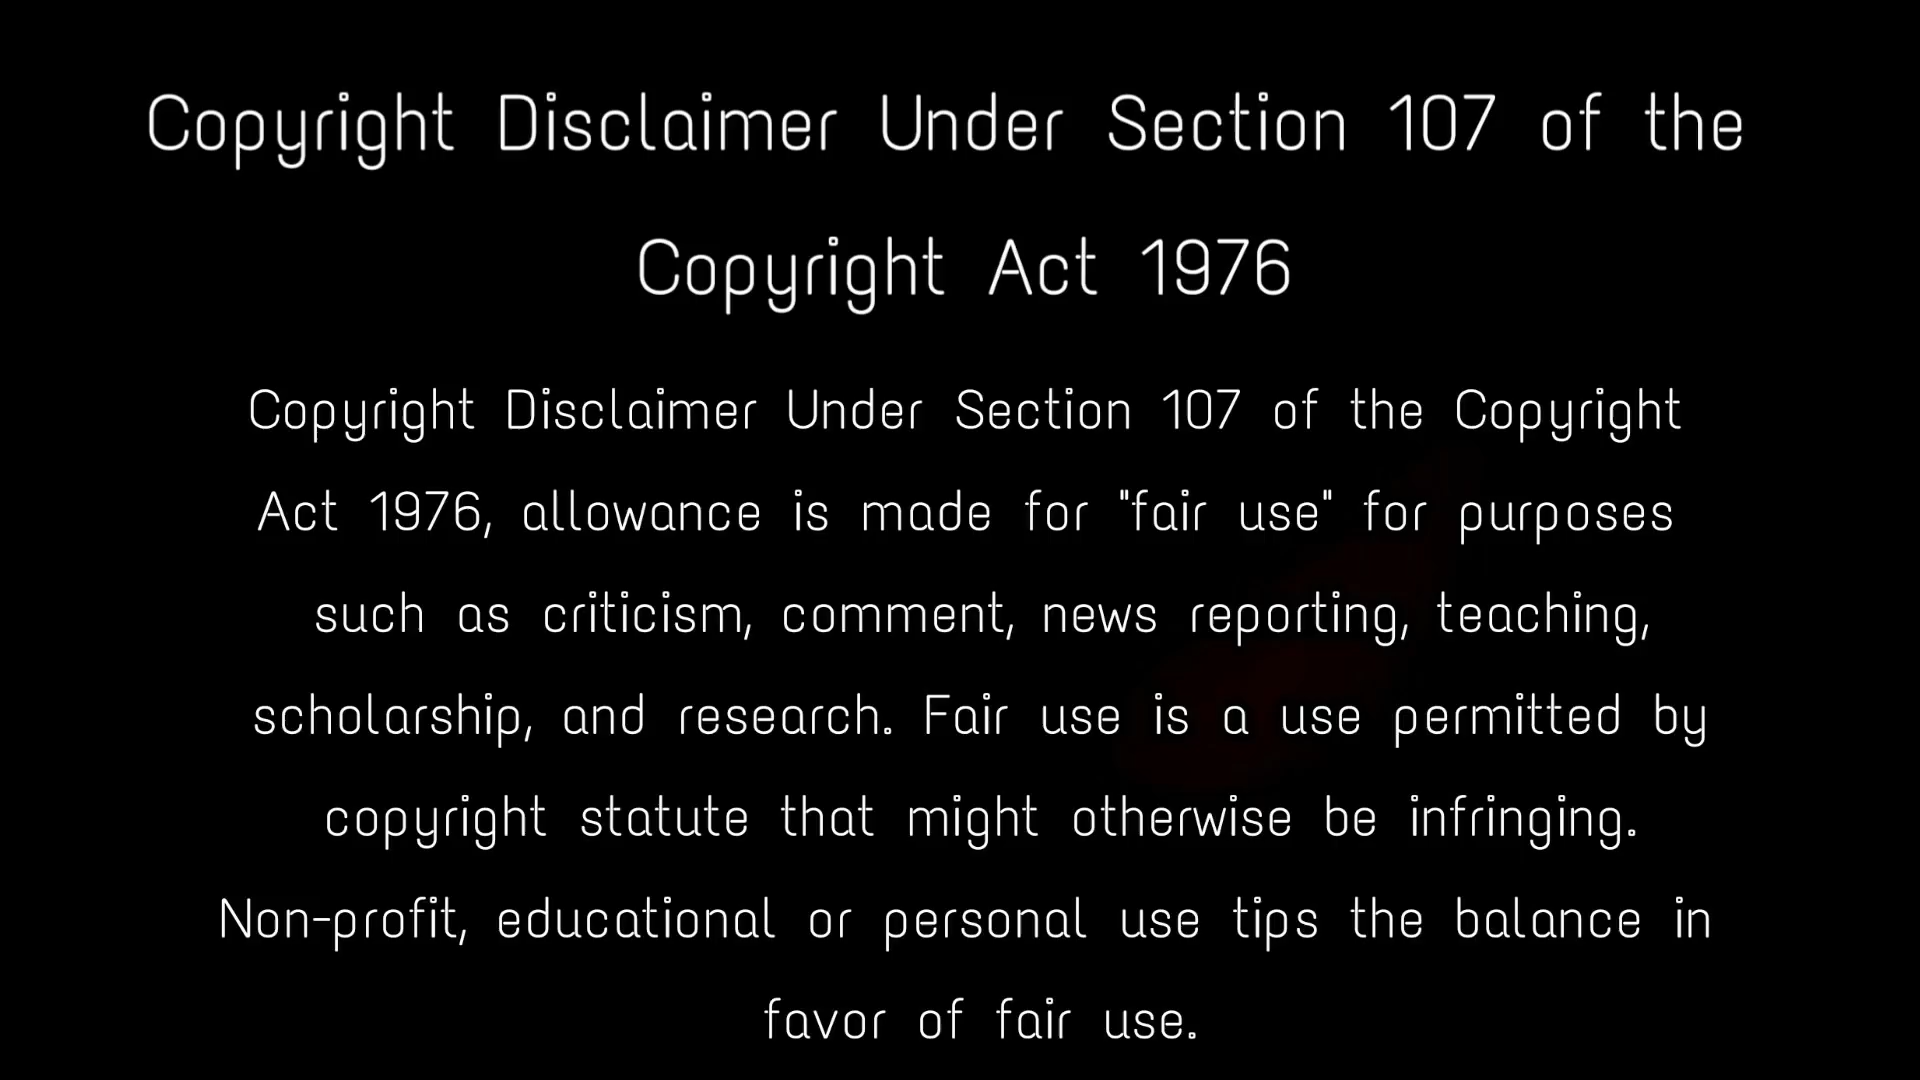 Copyright Disclaimer Under Section 107 of the
Copyright Act 1976
Copyright Disclaimer Under Section 107 of the Copyright
Act 1976, allowance is made for "fair use" for purposes
such as criticism, comment, news reporting, teaching,
scholarship, and research. Fair use is a use permitted by
copyright statute that might otherwise be infringing.
Non-profit, educational or personal use tips the balance in
favor of fair use.